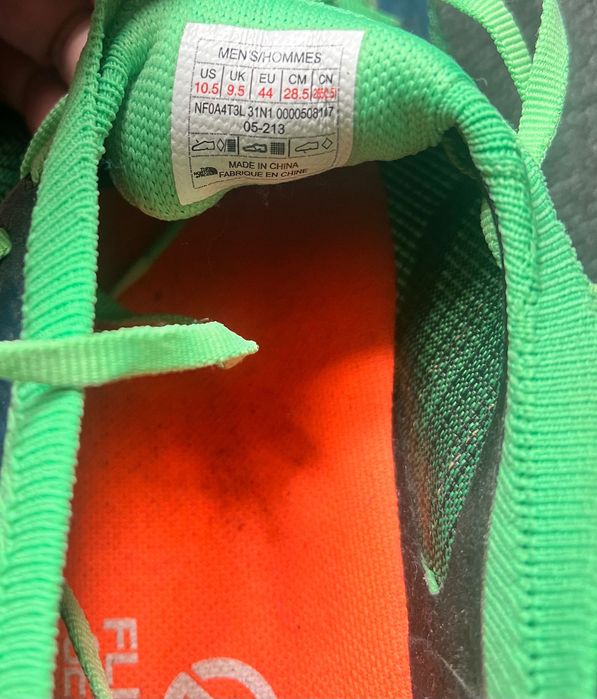 MEN'S/HOMMES
US UK EU CM CN
10.5 9.5 44 28.5
NF0A4T3L 31N1 0000508117
05-213
MADE IN CHINA
FABRIQUE EN CHINE